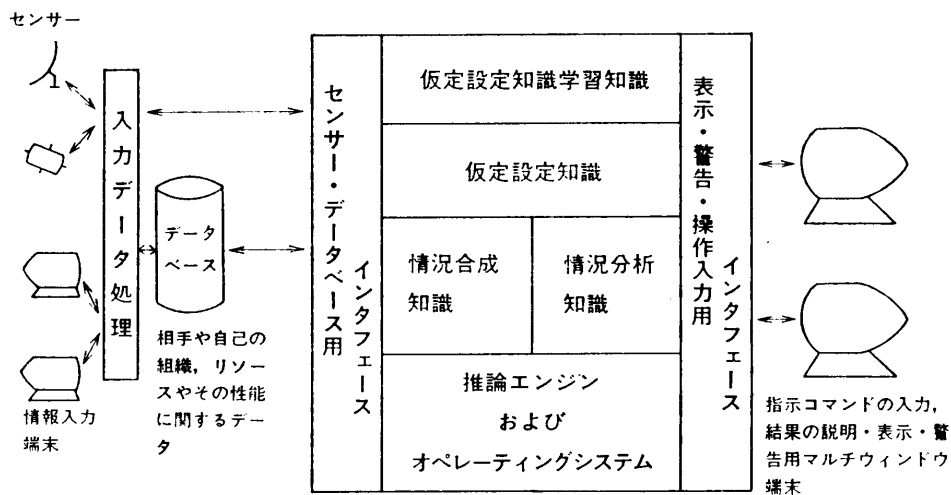 センサー
入力データ処理
データ
ベース
相手や自己の
組織，リソー
スやその性能
に関するデー
タ
情報入力
端末
センサー・データベース用
インタフェース
仮定設定知識学習知識
仮定設定知識
情況合成
知識
情況分析
知識
推論エンジン
および
オペレーティングシステム
表示・警告・操作入力用
インタフェース
指示コマンドの入力，
結果の説明・表示・警
告用マルチウィンドウ
端末